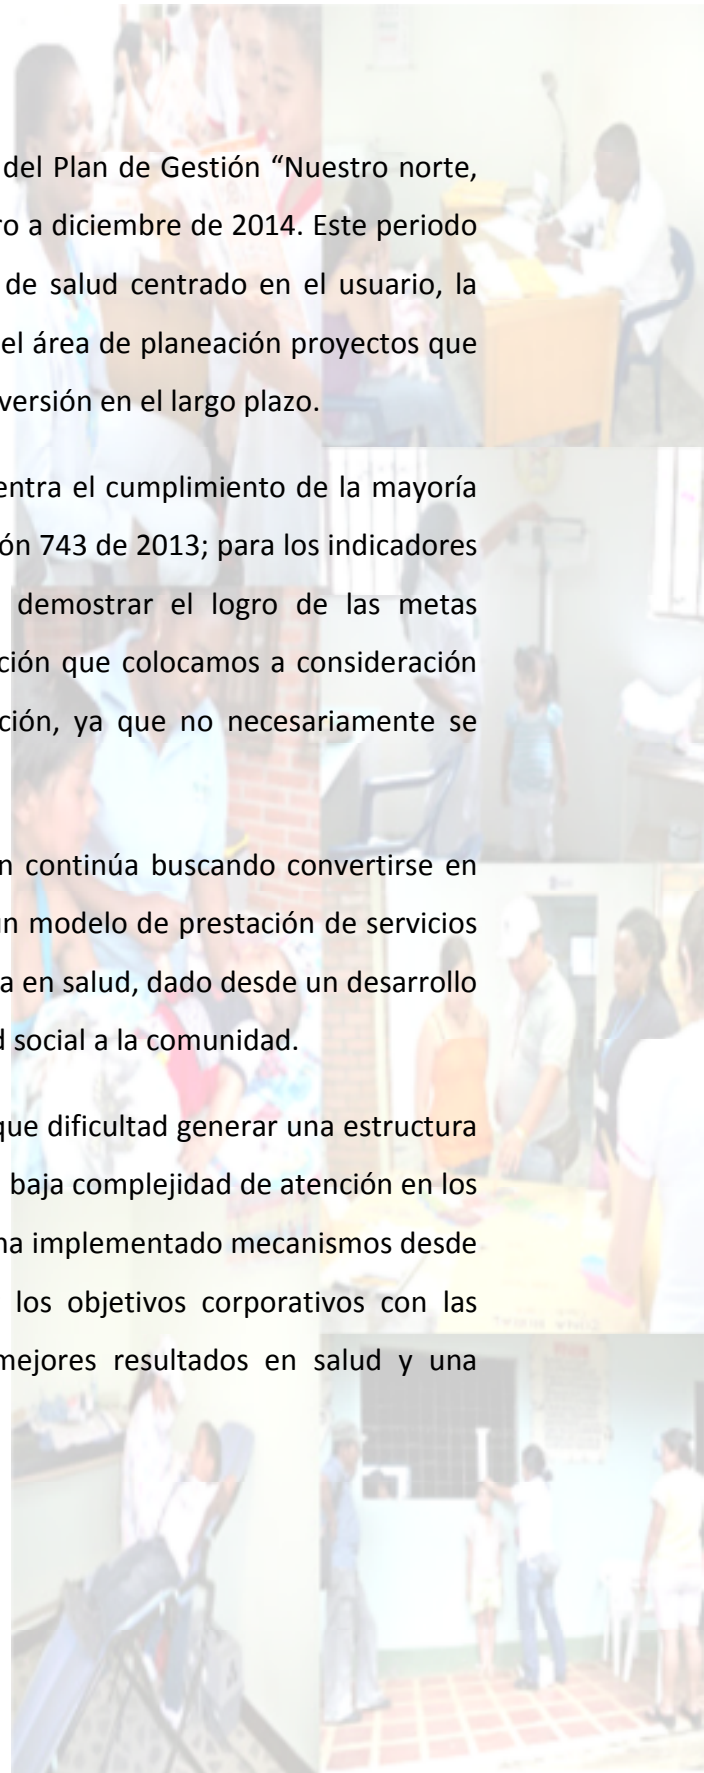 del Plan de Gestión “Nuestro norte,
ro a diciembre de 2014. Este periodo
de salud centrado en el usuario, la
el área de planeación proyectos que
versión en el largo plazo.
entra el cumplimiento de la mayoría
ón 743 de 2013; para los indicadores
demostrar el logro de las metas
ción que colocamos a consideración
ción, ya que no necesariamente se
n continúa buscando convertirse en
un modelo de prestación de servicios
a en salud, dado desde un desarrollo
d social a la comunidad.
que dificultad generar una estructura
baja complejidad de atención en los
ha implementado mecanismos desde
los objetivos corporativos con las
mejores resultados en salud y una